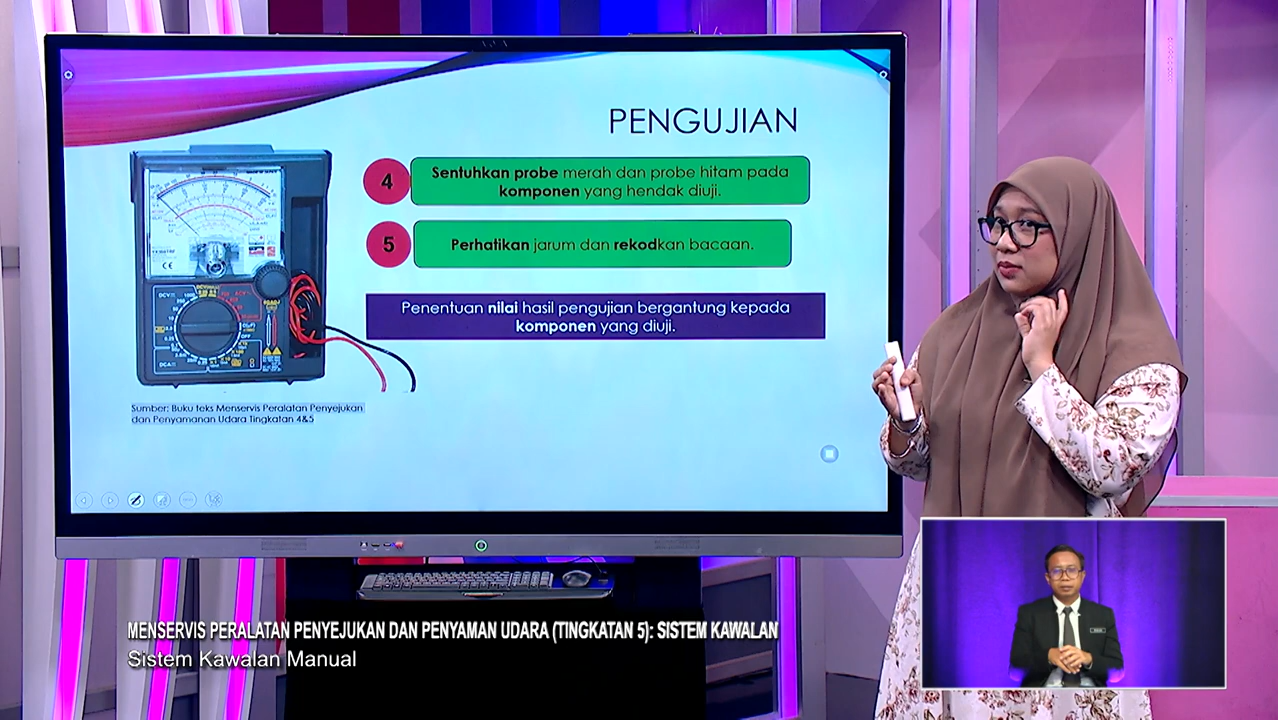 PENGUJIAN
4
Sentuhkan probe merah dan probe hitam pada
komponen yang hendak diuji.
5
Perhatikan jarum dan rekodkan bacaan.
Penentuan nilai hasil pengujian bergantung kepada
komponen yang diuji.
Sumber: Buku teks Menservis Peralatan Penyejukan
dan Penyamanan Udara Tingkatan 4&5
MENSERVIS PERALATAN PENYEJUKAN DAN PENYAMAN UDARA (TINGKATAN 5): SISTEM KAWALAN
Sistem Kawalan Manual